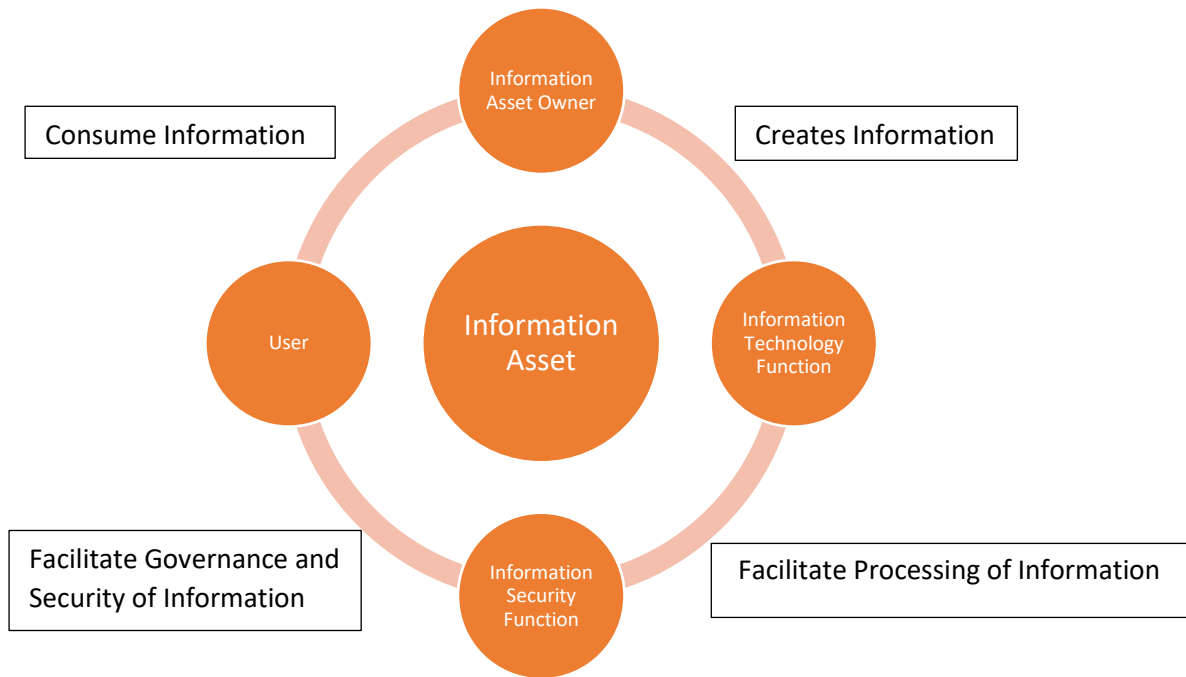 Information
Asset Owner
Consume Information
Creates Information
User
Information
Asset
Information
Technology
Function
Facilitate Governance and
Security of Information
Information
Security
Function
Facilitate Processing of Information